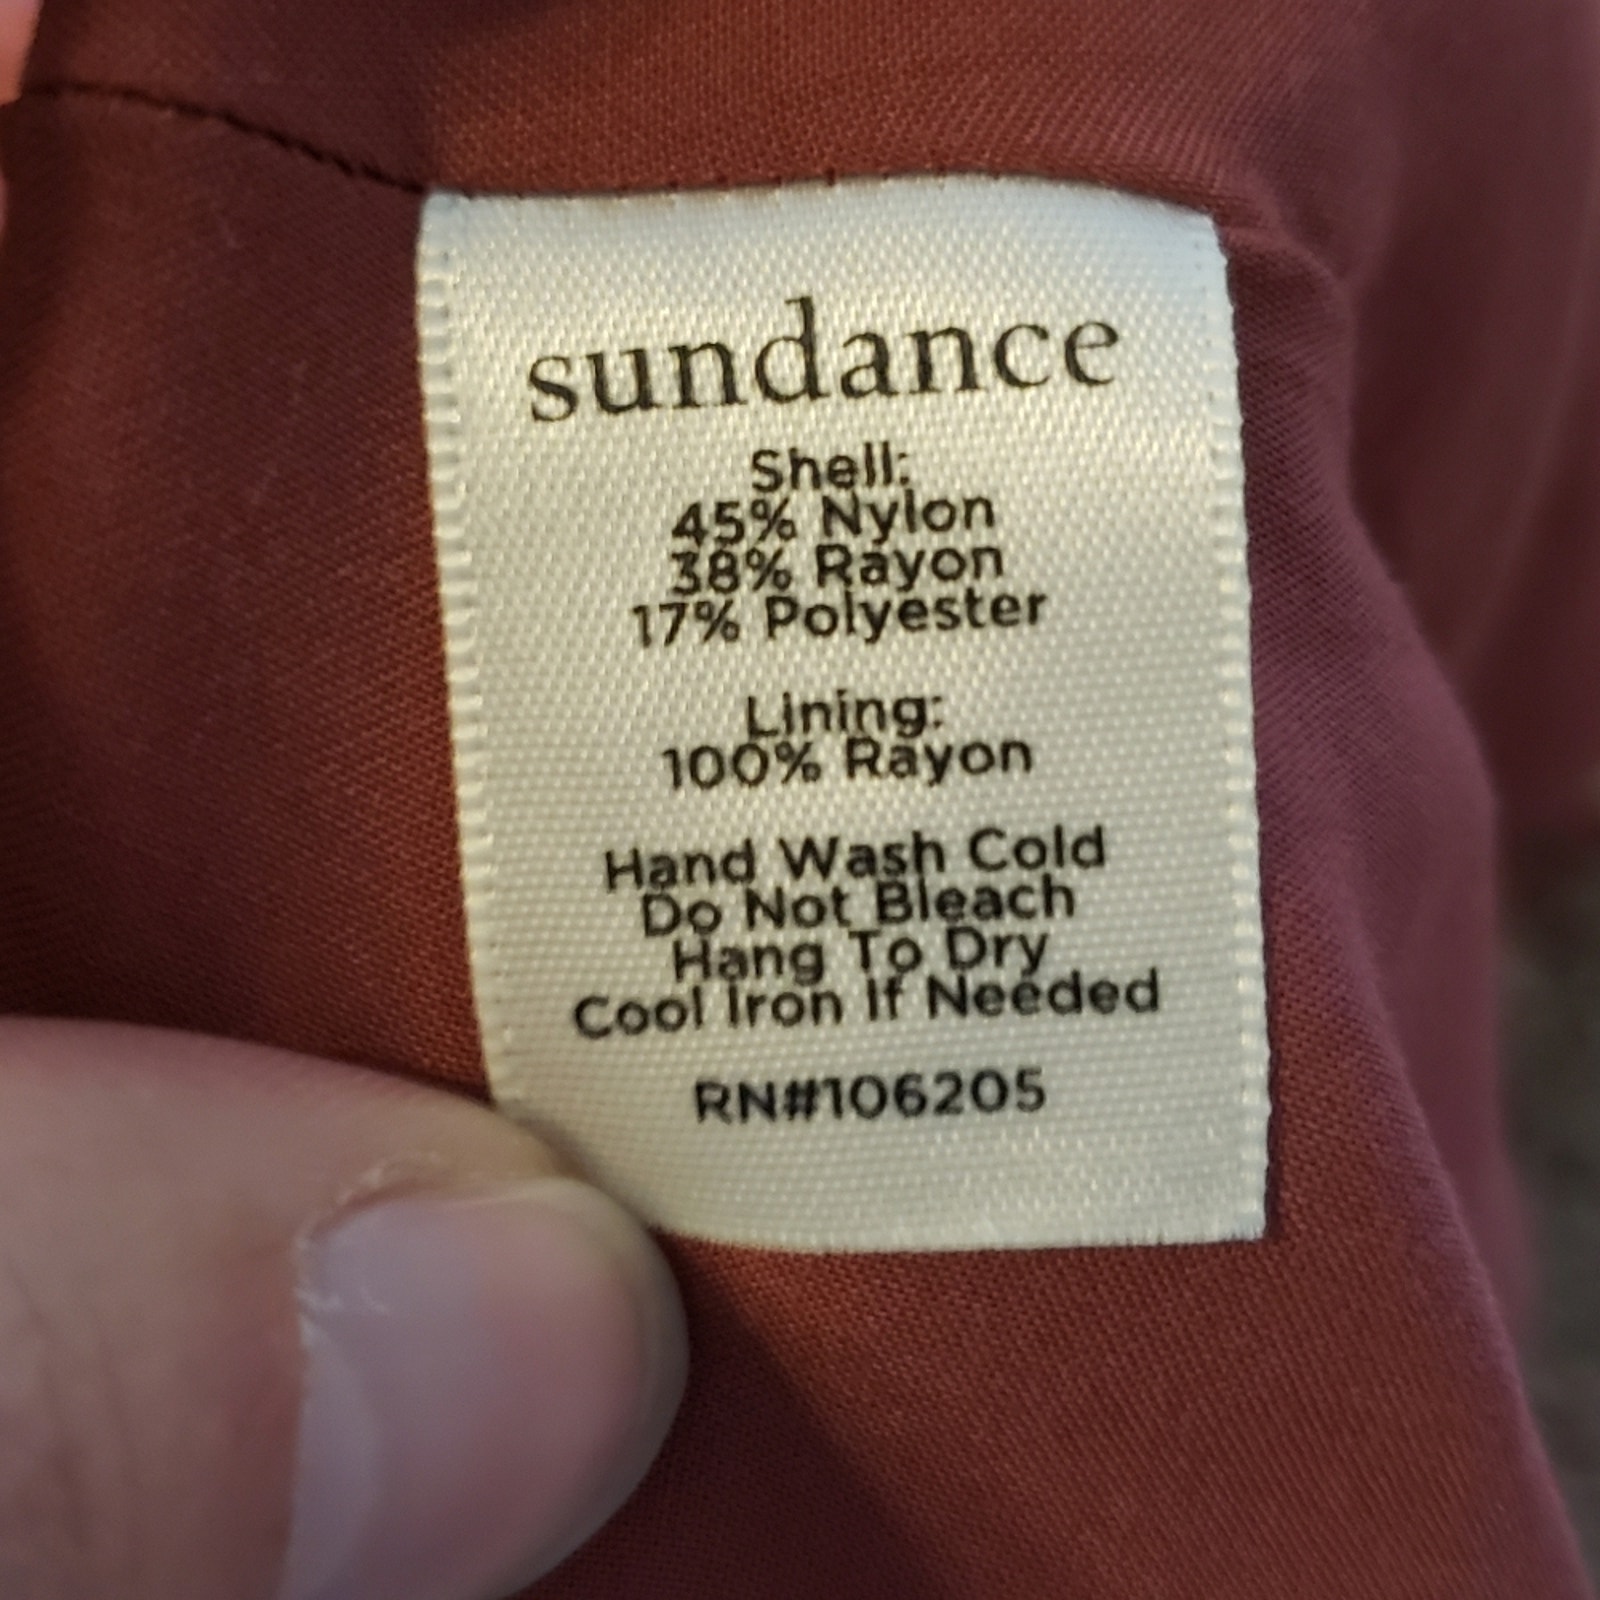 sundance
Shell:
45% Nylon
38% Rayon
17% Polyester
Lining:
100% Rayon
Hand Wash Cold
Do Not Bleach
Hang To Dry
Cool Iron If Needed
RN#106205